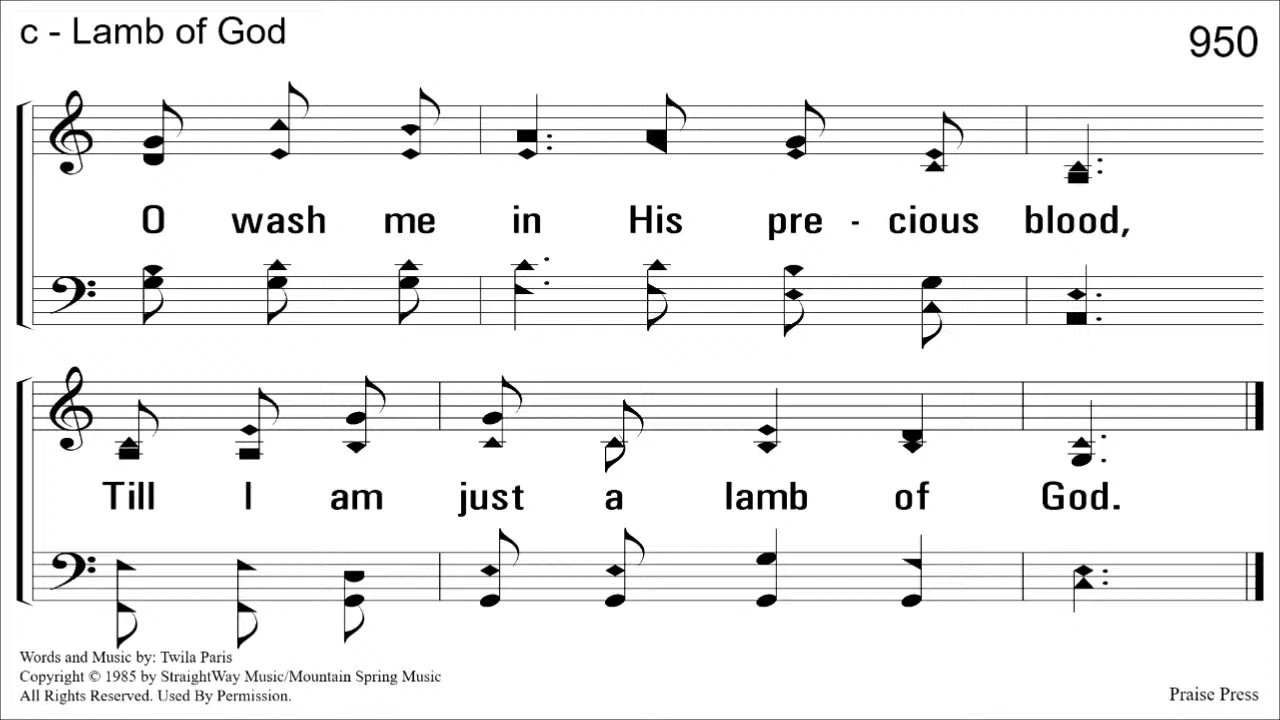 c - Lamb of God
950
O wash me in His pre - cious blood,
Till I am just a lamb of God.
Words and Music by: Twila Paris
Copyright © 1985 by StraightWay Music/Mountain Spring Music
All Rights Reserved. Used By Permission.
Praise Press